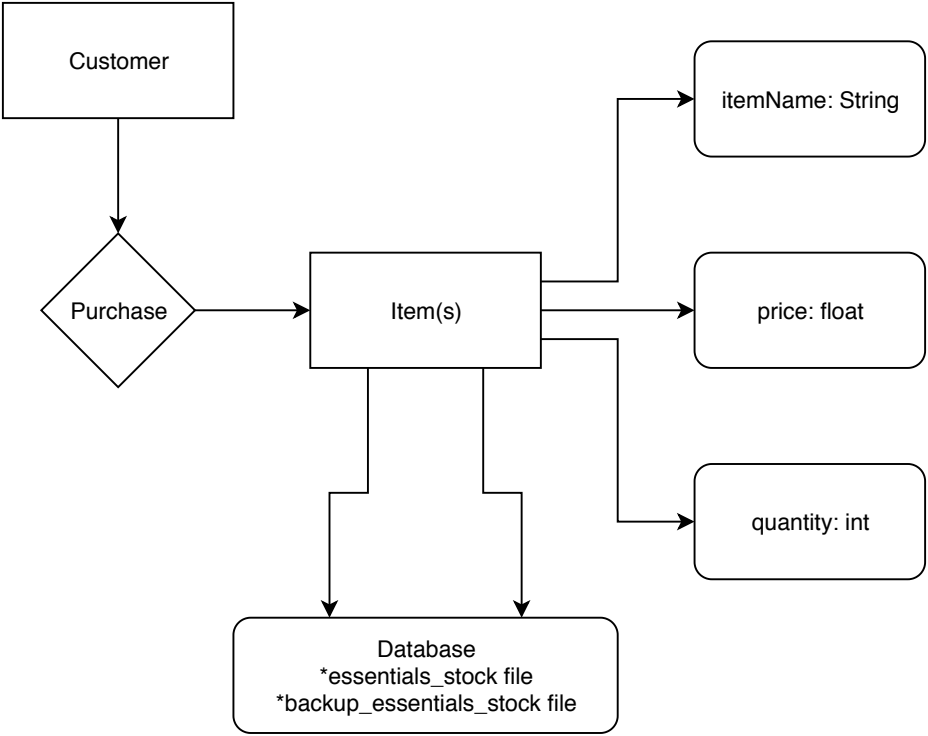 Customer
itemName: String
Purchase
Item(s)
price: float
quantity: int
Database
*essentials_stock file
*backup_essentials_stock file